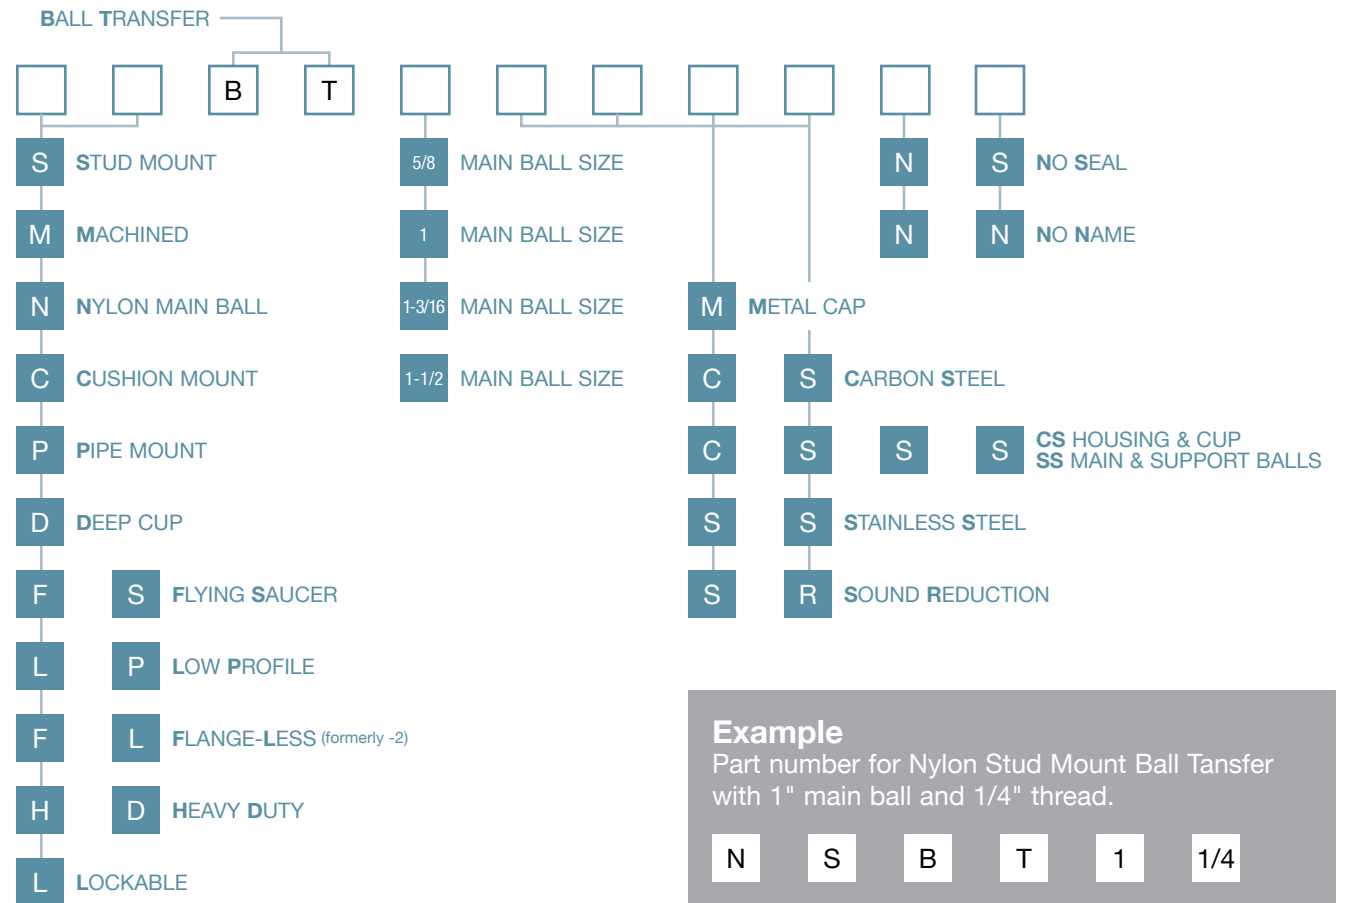 BALL TRANSFER
B T
S STUD MOUNT
M MACHINED
N NYLON MAIN BALL
C CUSHION MOUNT
P PIPE MOUNT
D DEEP CUP
F S FLYING SAUCER
L P LOW PROFILE
F L FLANGE-LESS (formerly -2)
H D HEAVY DUTY
L LOCKABLE
5/8 MAIN BALL SIZE
1 MAIN BALL SIZE
1-3/16 MAIN BALL SIZE
1-1/2 MAIN BALL SIZE
M METAL CAP
C S CARBON STEEL
C S S S CS HOUSING & CUP
SS MAIN & SUPPORT BALLS
S S STAINLESS STEEL
S R SOUND REDUCTION
N S NO SEAL
N N NO NAME
Example
Part number for Nylon Stud Mount Ball Tansfer
with 1" main ball and 1/4" thread.
N S B T 1 1/4